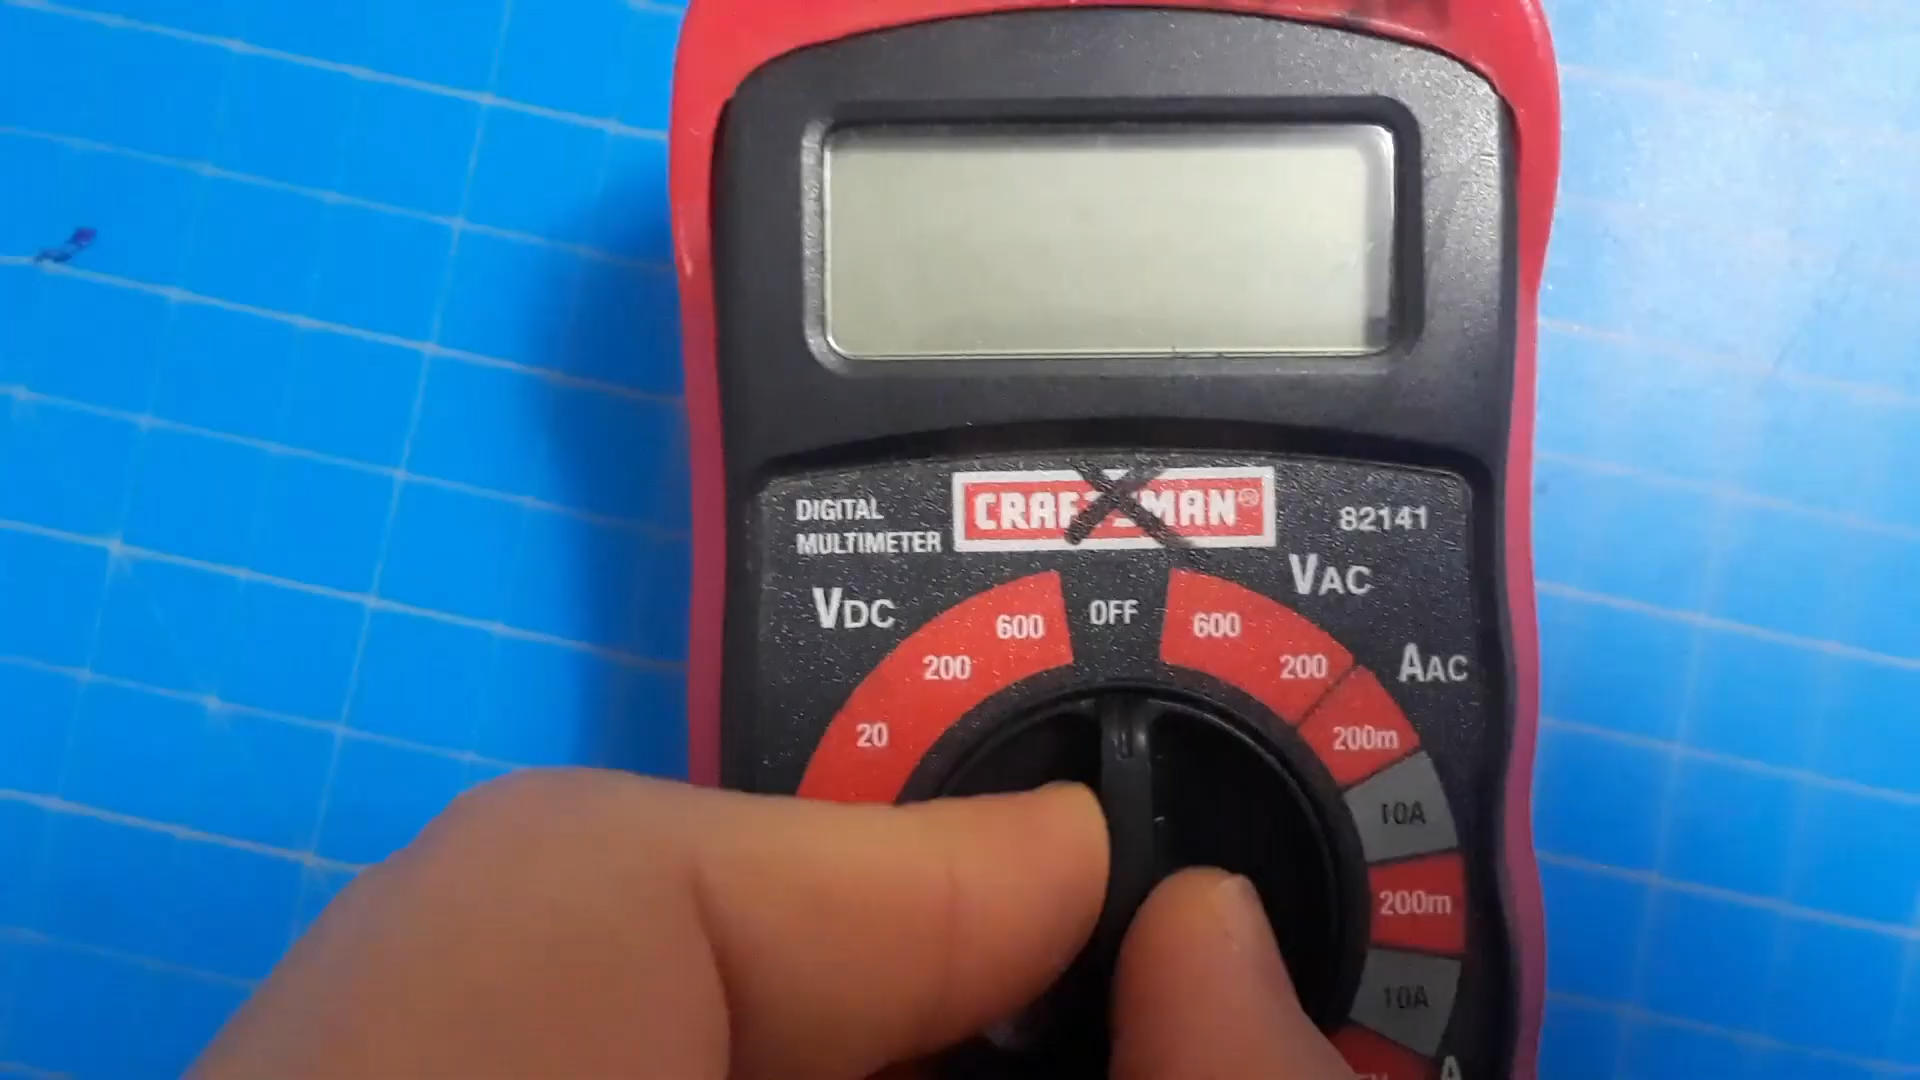 DIGITAL
MULTIMETER
CRAFTSMAN®
82141
VDC
VAC
AAC
OFF
600
600
200
200
20
200m
10A
200m
10A
A